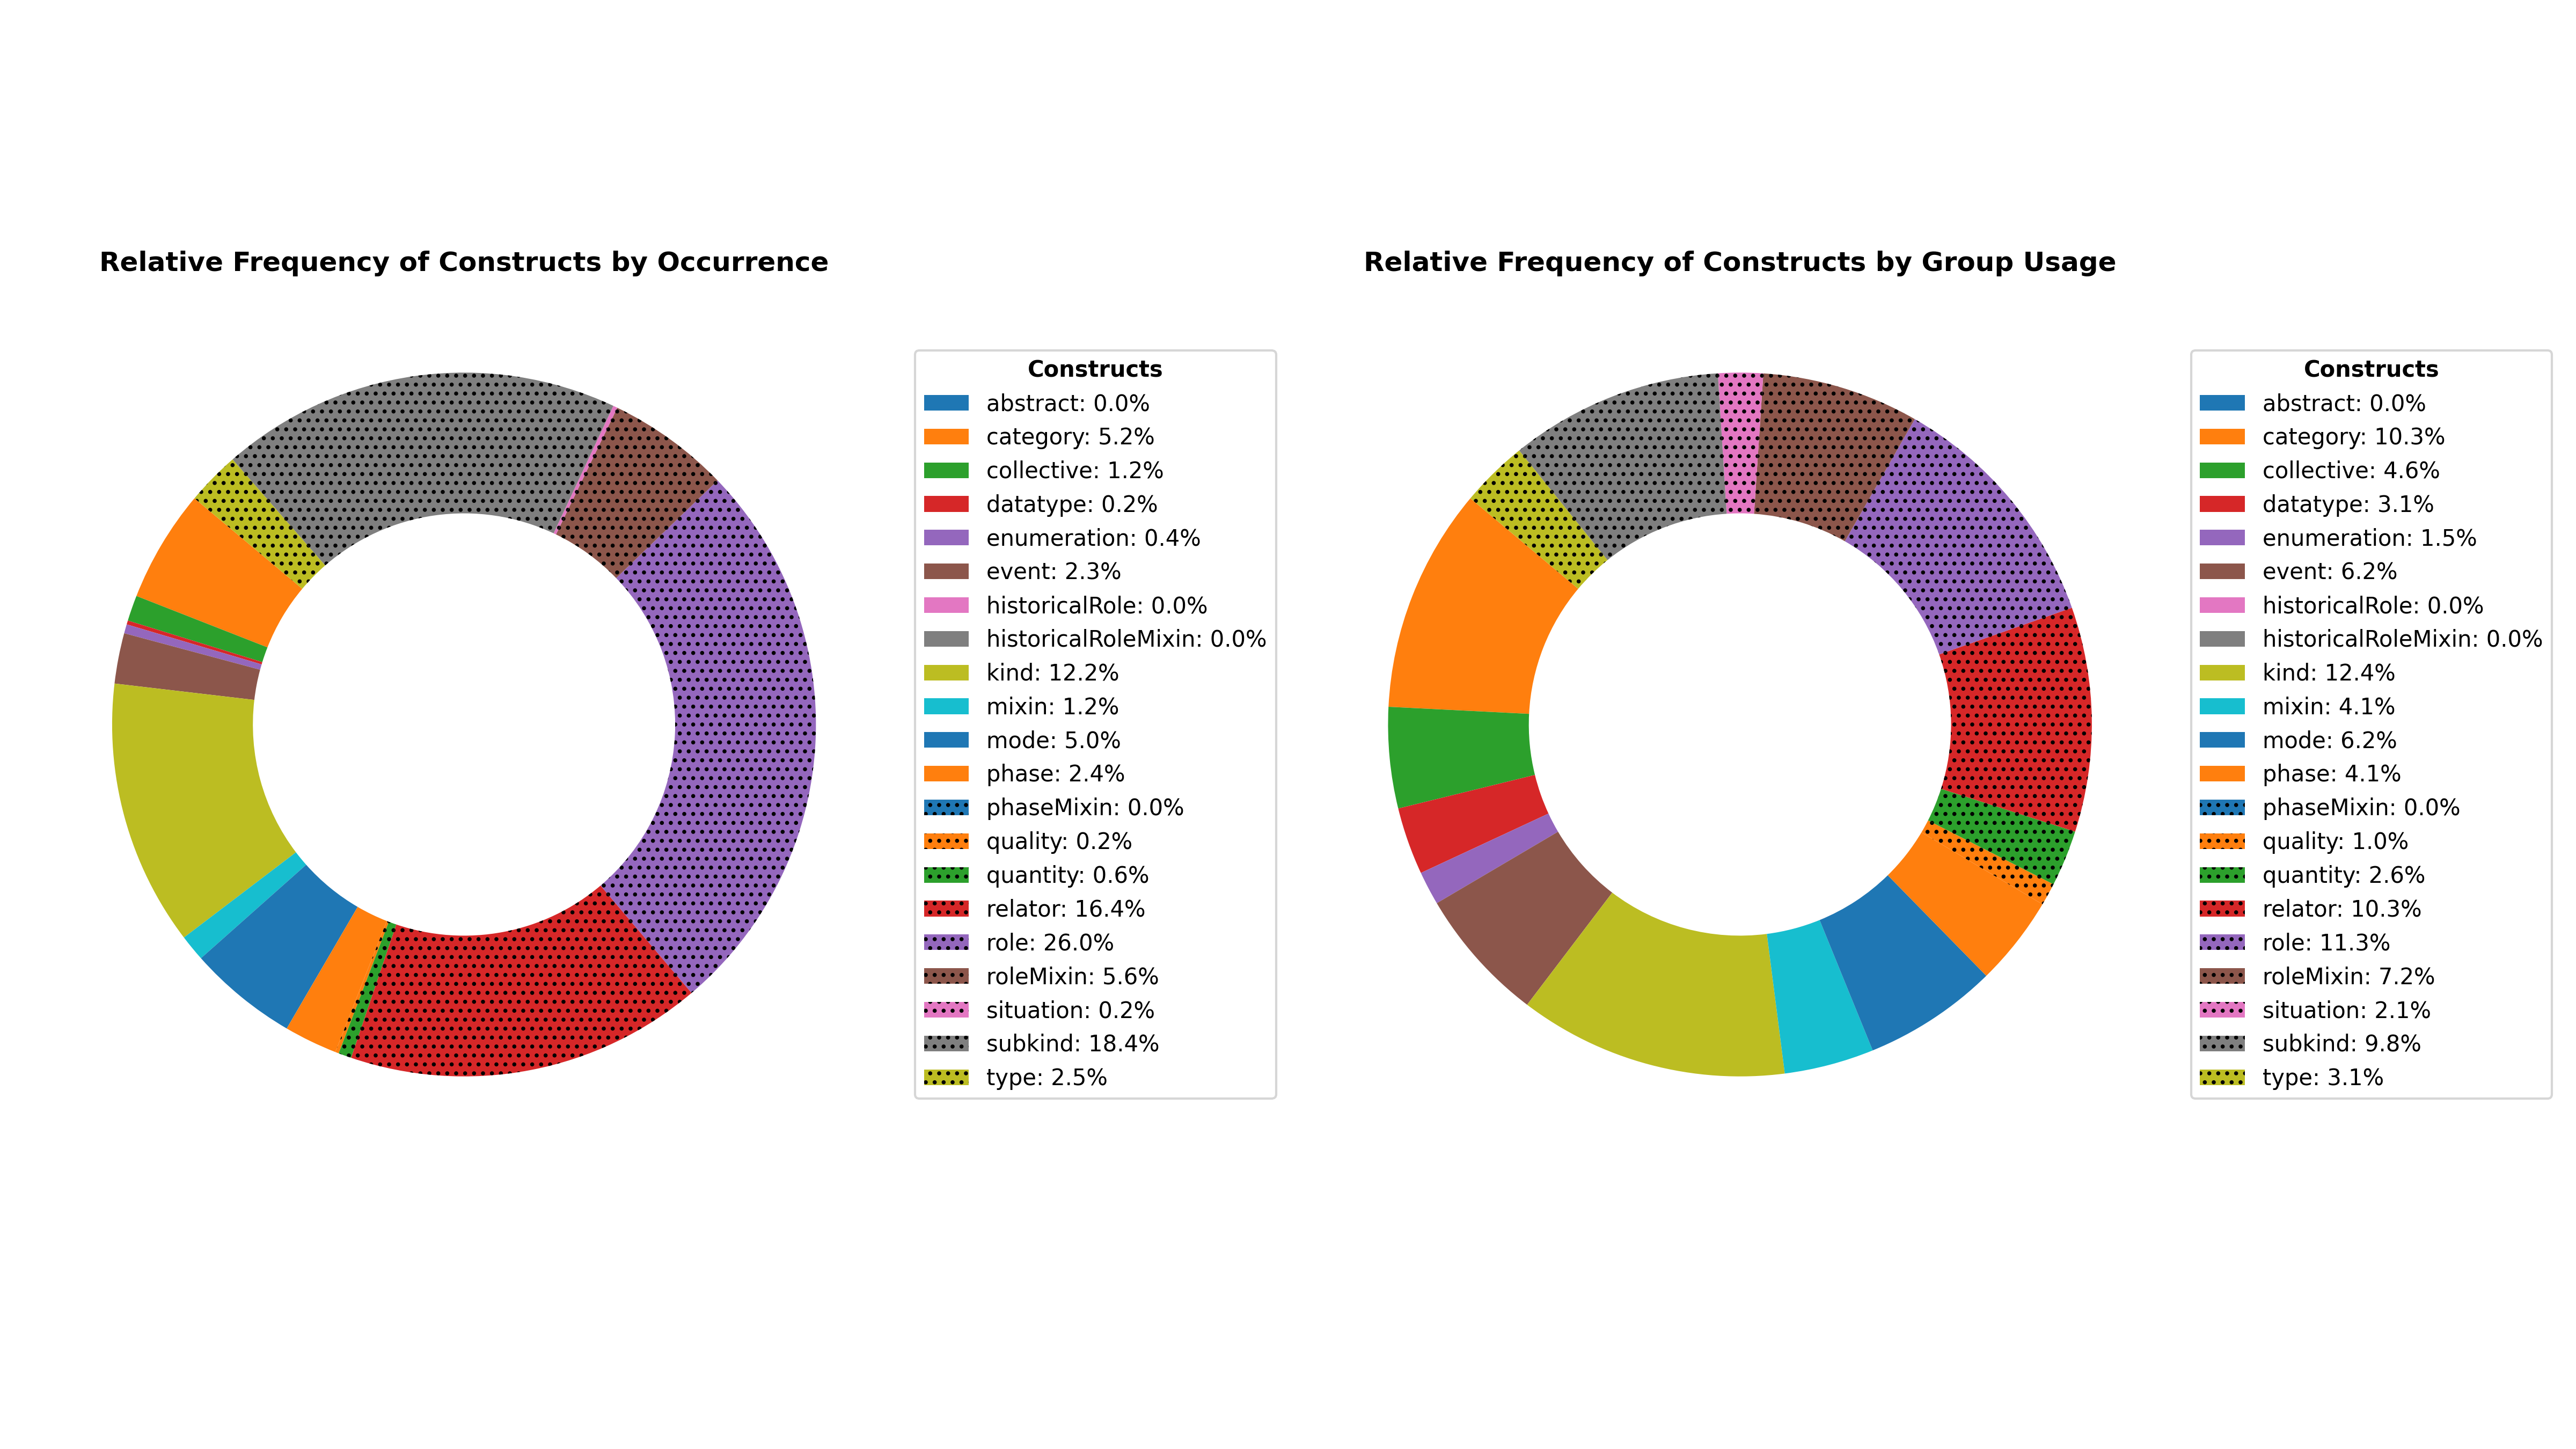 Relative Frequency of Constructs by Occurrence
Constructs
abstract: 0.0%
category: 5.2%
collective: 1.2%
datatype: 0.2%
enumeration: 0.4%
event: 2.3%
historicalRole: 0.0%
historicalRoleMixin: 0.0%
kind: 12.2%
mixin: 1.2%
mode: 5.0%
phase: 2.4%
phaseMixin: 0.0%
quality: 0.2%
quantity: 0.6%
relator: 16.4%
role: 26.0%
roleMixin: 5.6%
situation: 0.2%
subkind: 18.4%
type: 2.5%
Relative Frequency of Constructs by Group Usage
Constructs
abstract: 0.0%
category: 10.3%
collective: 4.6%
datatype: 3.1%
enumeration: 1.5%
event: 6.2%
historicalRole: 0.0%
historicalRoleMixin: 0.0%
kind: 12.4%
mixin: 4.1%
mode: 6.2%
phase: 4.1%
phaseMixin: 0.0%
quality: 1.0%
quantity: 2.6%
relator: 10.3%
role: 11.3%
roleMixin: 7.2%
situation: 2.1%
subkind: 9.8%
type: 3.1%